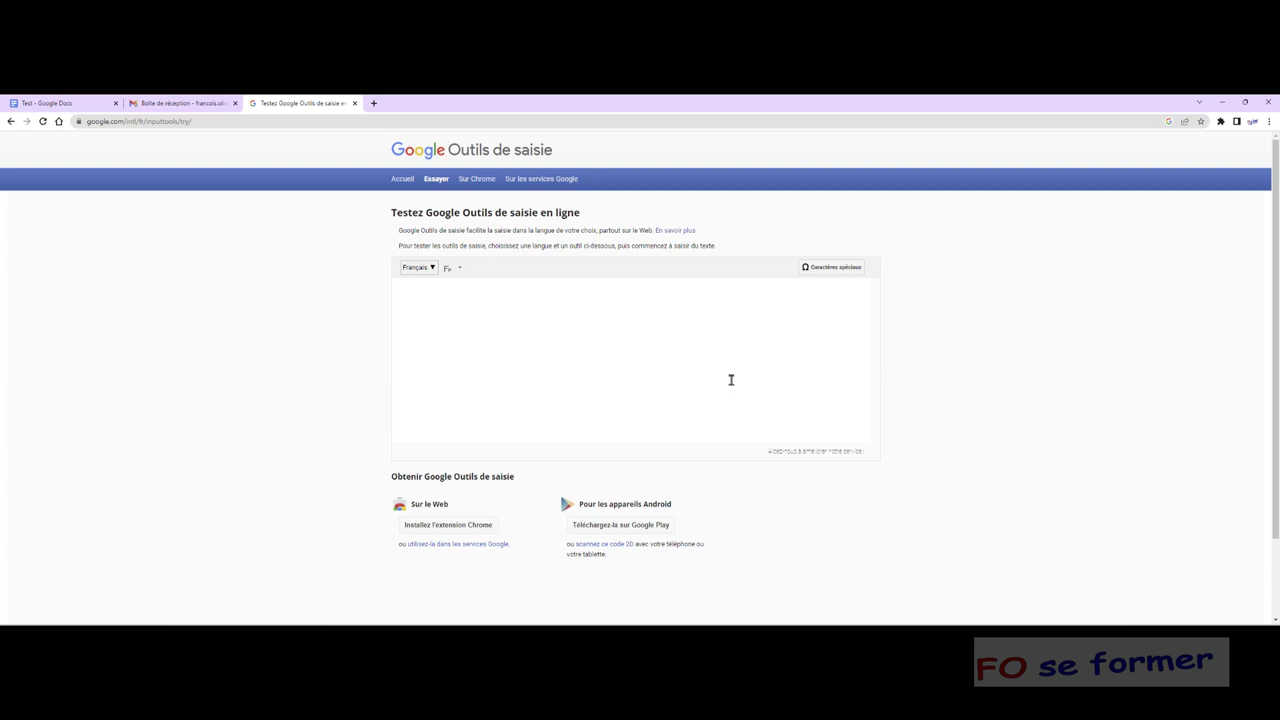 Test - Google Docs
Boîte de réception - francois.oli
Testez Google Outils de saisie en
google.com/intl/fr/inputtools/try/
Google Outils de saisie
Accueil Essayer Sur Chrome Sur les services Google
Testez Google Outils de saisie en ligne
Google Outils de saisie facilite la saisie dans la langue de votre choix, partout sur le Web. En savoir plus
Pour tester les outils de saisie, choisissez une langue et un outil ci-dessous, puis commencez à saisir du texte.
Français ▼ Fr Ω Caractères spéciaux
Aidez-nous à améliorer notre service !
Obtenir Google Outils de saisie
Sur le Web
Installez l'extension Chrome
ou utilisez-la dans les services Google.
Pour les appareils Android
Téléchargez-la sur Google Play
ou scannez ce code 2D avec votre téléphone ou
votre tablette.
FO se former